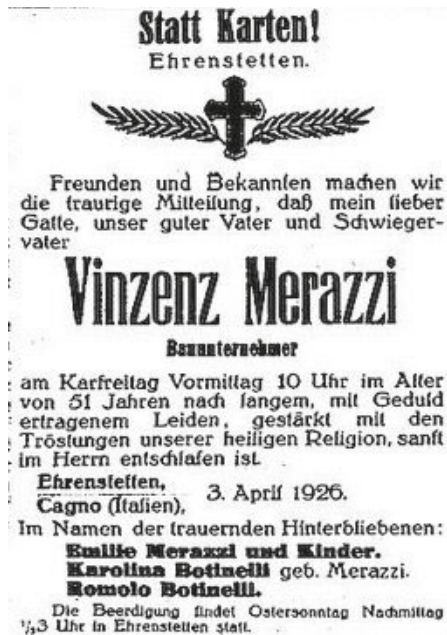 Statt Karten!
Ehrenstetten.
Freunden und Bekannten machen wir
die traurige Mitteilung, daß mein lieber
Gatte, unser guter Vater und Schwieger-
vater
Vinzenz Merazzi
Bauunternehmer
am Karfreitag Vormittag 10 Uhr im Alter
von 51 Jahren nach langem, mit Geduld
ertragenem Leiden, gestärkt mit den
Tröstungen unserer heiligen Religion, sanft
im Herrn entschlafen ist.
Ehrenstetten,
Cagno (Italien), 3. April 1926.
Im Namen der trauernden Hinterbliebenen:
Emilie Merazzi und Kinder.
Karolina Botinelli geb. Merazzi.
Romolo Botinelli.
Die Beerdigung findet Ostersonntag Nachmittag
½3 Uhr in Ehrenstetten statt.